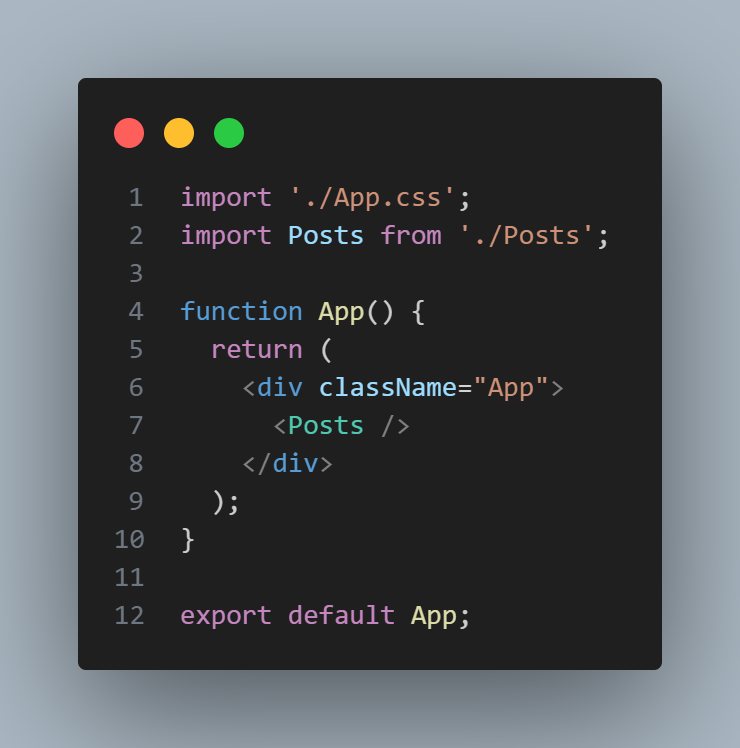 1 import './App.css';
2 import Posts from './Posts';
3
4 function App() {
5   return (
6     <div className="App">
7       <Posts />
8     </div>
9   );
10 }
11
12 export default App;